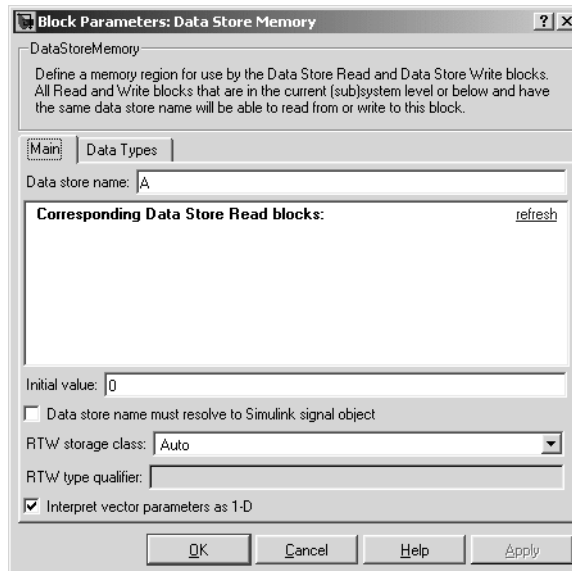 Block Parameters: Data Store Memory
DataStoreMemory
Define a memory region for use by the Data Store Read and Data Store Write blocks.
All Read and Write blocks that are in the current (sub)system level or below and have
the same data store name will be able to read from or write to this block.
Main Data Types
Data store name: A
Corresponding Data Store Read blocks: refresh
Initial value: 0
Data store name must resolve to Simulink signal object
RTW storage class: Auto
RTW type qualifier:
Interpret vector parameters as 1-D
OK Cancel Help Apply